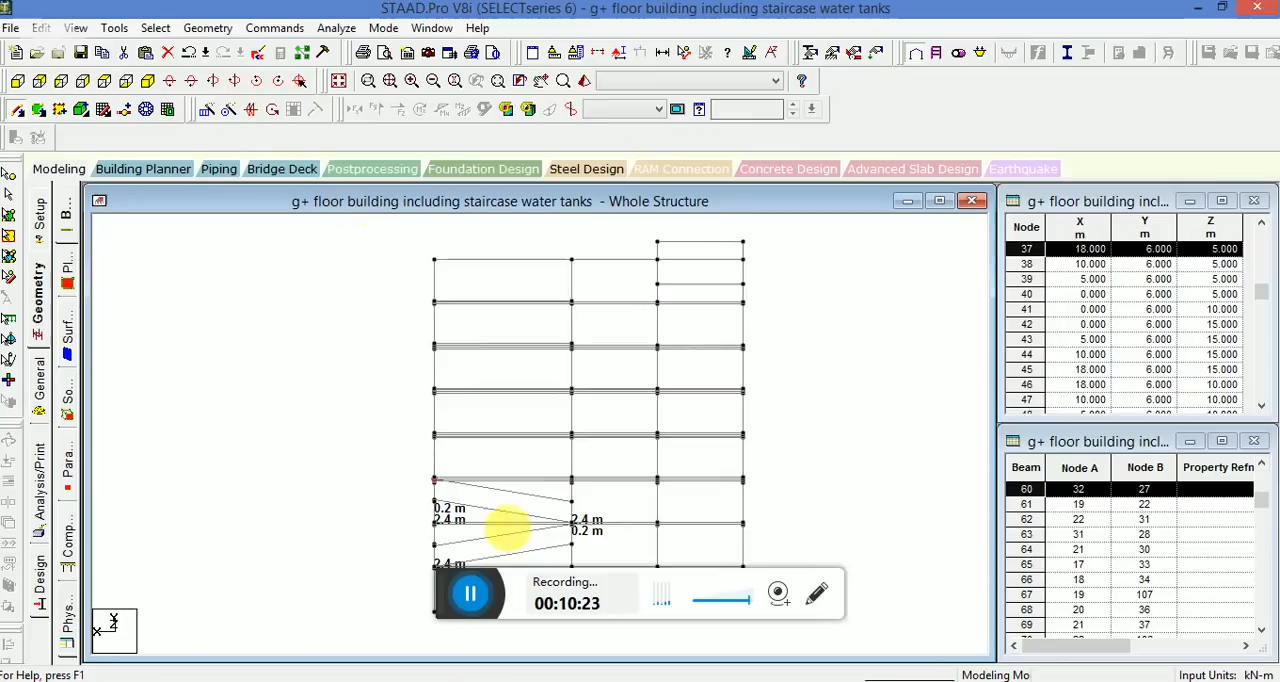 STAAD.Pro V8i (SELECTseries 6) - g+ floor building including staircase water tanks
File Edit View Tools Select Geometry Commands Analyze Mode Window Help
Modeling Building Planner Piping Bridge Deck Postprocessing Foundation Design Steel Design RAM Connection Concrete Design Advanced Slab Design Earthquake
g+ floor building including staircase water tanks - Whole Structure
g+ floor building incl...
Node X m Y m Z m
37 18.000 6.000 5.000
38 10.000 6.000 5.000
39 5.000 6.000 5.000
40 0.000 6.000 5.000
41 0.000 6.000 10.000
42 0.000 6.000 15.000
43 5.000 6.000 15.000
44 10.000 6.000 15.000
45 18.000 6.000 15.000
46 18.000 6.000 10.000
47 10.000 6.000 10.000
g+ floor building incl...
Beam Node A Node B Property Refn
60 32 27
61 19 22
62 22 31
63 31 28
64 21 30
65 17 33
66 18 34
67 19 107
68 20 36
69 21 37
Setup
Geometry
General
Analysis/Print
Design
B...
Pl...
Surf...
So...
Para...
Comp...
Phys...
0.2 m
2.4 m
2.4 m
0.2 m
2.4 m
Recording...
00:10:23
Y
X
Z
For Help, press F1
Modeling Mo
Input Units: kN-m